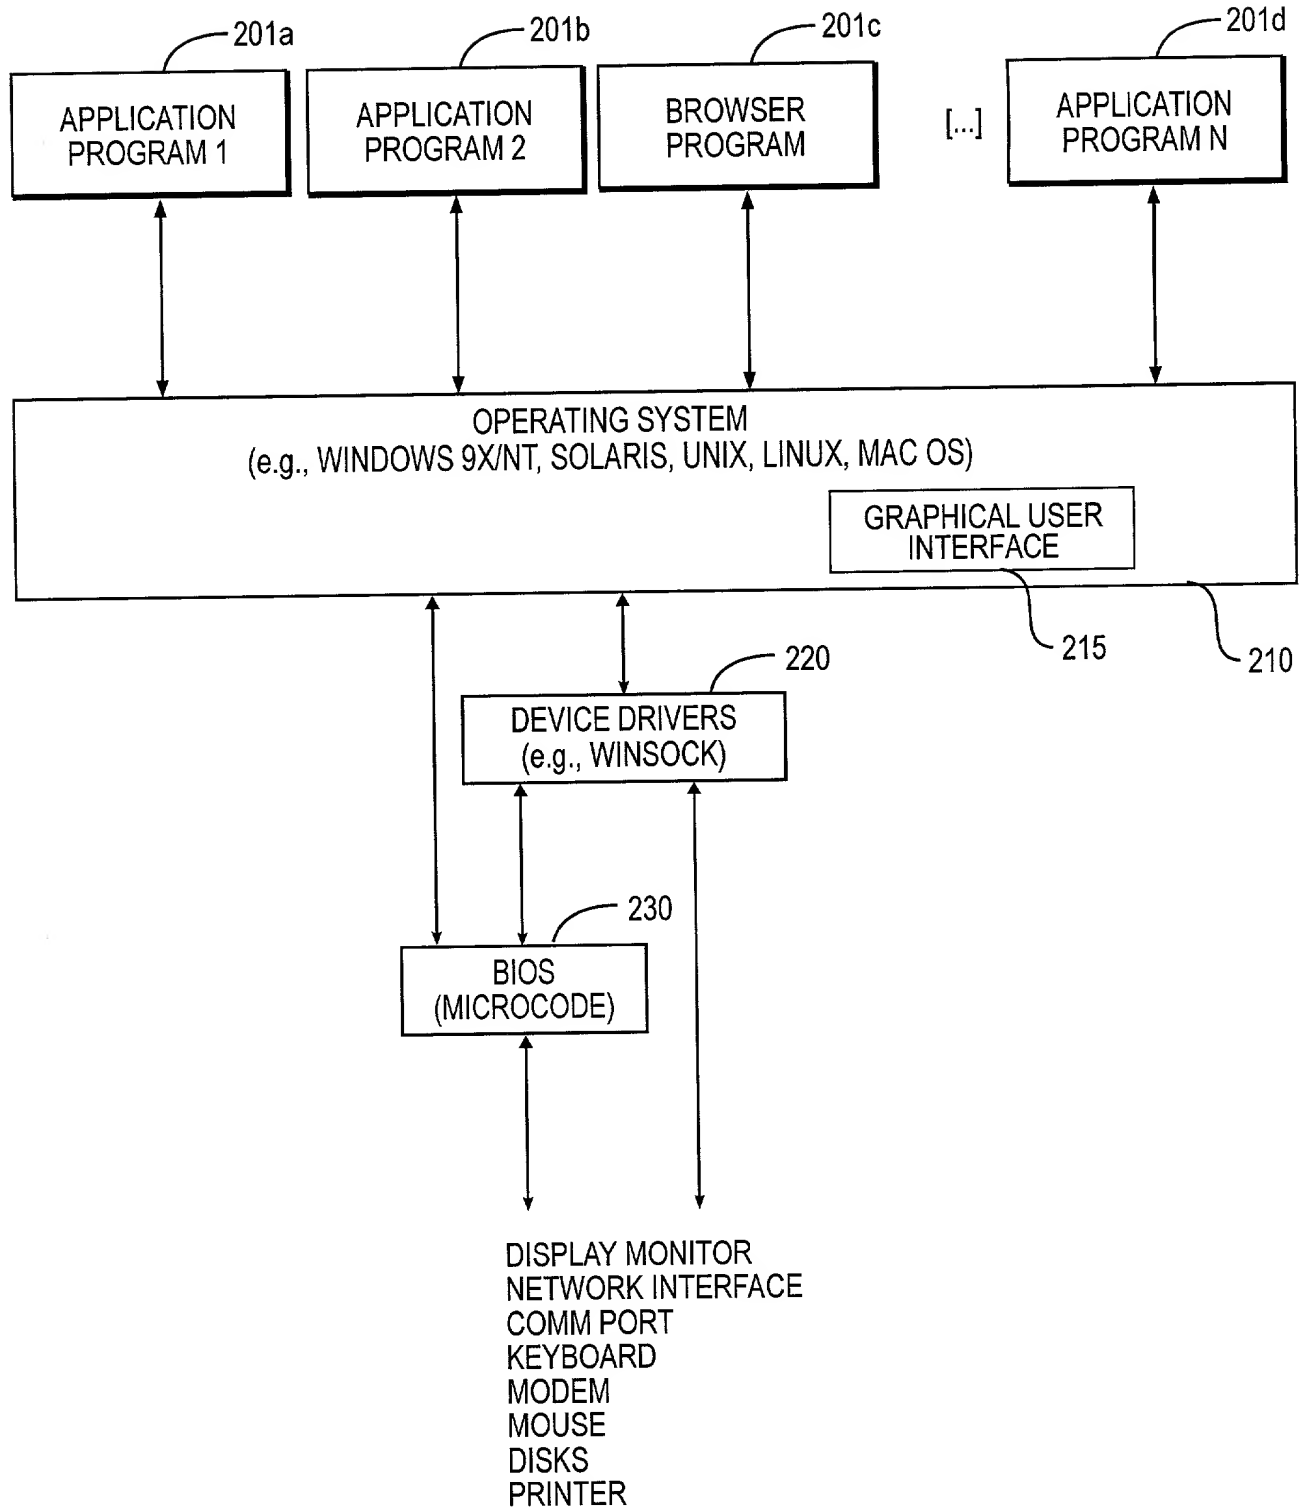 201a
201b
201c
201d
APPLICATION
PROGRAM 1
APPLICATION
PROGRAM 2
BROWSER
PROGRAM
[...]
APPLICATION
PROGRAM N
OPERATING SYSTEM
(e.g., WINDOWS 9X/NT, SOLARIS, UNIX, LINUX, MAC OS)
GRAPHICAL USER
INTERFACE
215
210
220
DEVICE DRIVERS
(e.g., WINSOCK)
230
BIOS
(MICROCODE)
DISPLAY MONITOR
NETWORK INTERFACE
COMM PORT
KEYBOARD
MODEM
MOUSE
DISKS
PRINTER